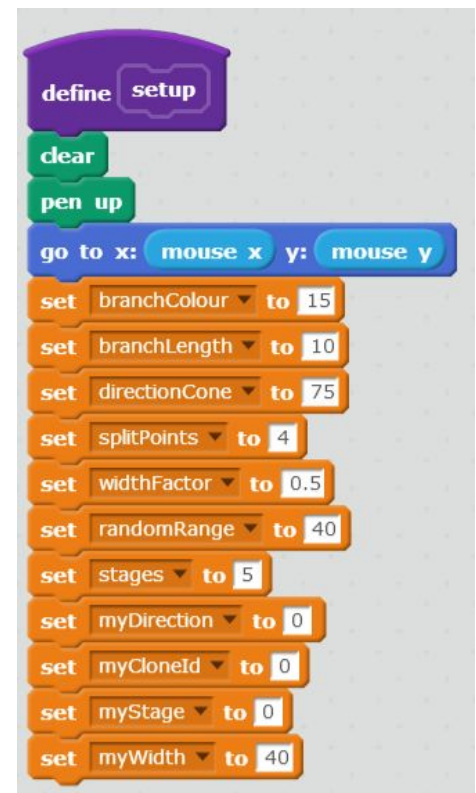 define setup
clear
pen up
go to x: mouse x y: mouse y
set branchColour to 15
set branchLength to 10
set directionCone to 75
set splitPoints to 4
set widthFactor to 0.5
set randomRange to 40
set stages to 5
set myDirection to 0
set myCloneId to 0
set myStage to 0
set myWidth to 40